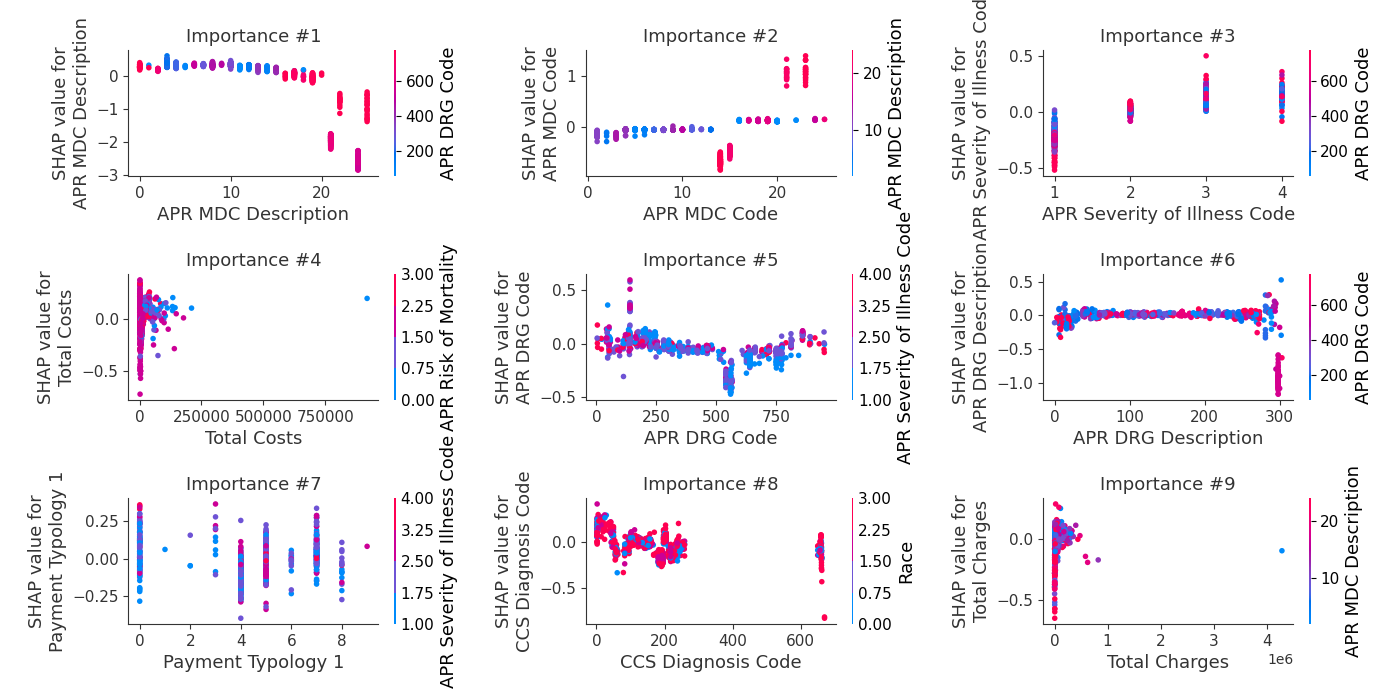 Importance #1
SHAP value for
APR MDC Description
0
−1
−2
−3
0
10
20
APR MDC Description
600
400
200
APR DRG Code
Importance #2
SHAP value for
APR MDC Code
1
0
0
10
20
APR MDC Code
20
10
APR MDC Description
Importance #3
SHAP value for
APR Severity of Illness Code
0.5
0.0
−0.5
1
2
3
4
APR Severity of Illness Code
600
400
200
APR DRG Code
Importance #4
SHAP value for
Total Costs
0.0
−0.5
0
250000
500000
750000
Total Costs
3.00
2.25
1.50
0.75
0.00
APR Risk of Mortality
Importance #5
SHAP value for
APR DRG Code
0.5
0.0
−0.5
0
250
500
750
APR DRG Code
4.00
3.25
2.50
1.75
1.00
APR Severity of Illness Code
Importance #6
SHAP value for
APR DRG Description
0.5
0.0
−0.5
−1.0
0
100
200
300
APR DRG Description
600
400
200
APR DRG Code
Importance #7
SHAP value for
Payment Typology 1
0.25
0.00
−0.25
0
2
4
6
8
Payment Typology 1
4.00
3.25
2.50
1.75
1.00
APR Severity of Illness Code
Importance #8
SHAP value for
CCS Diagnosis Code
0.0
−0.5
0
200
400
600
CCS Diagnosis Code
3.00
2.25
1.50
0.75
0.00
Race
Importance #9
SHAP value for
Total Charges
0.0
−0.5
0
1
2
3
4
1e6
Total Charges
20
10
APR MDC Description